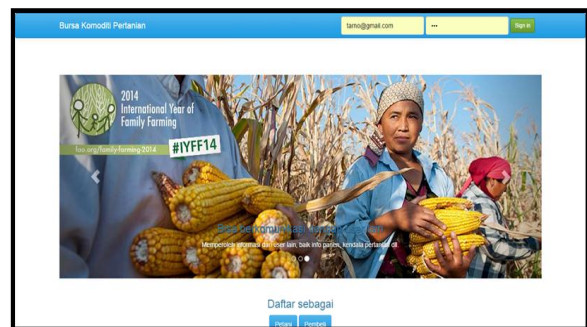 Bursa Komoditi Pertanian
tamo@gmail.com
•••
Sign in
2014
International Year of
Family Farming
fao.org/family-farming-2014
#IYFF14
Memperoleh informasi dari user lain, baik info panen, kendala pertanian dll.
Daftar sebagai
Petani Pembeli